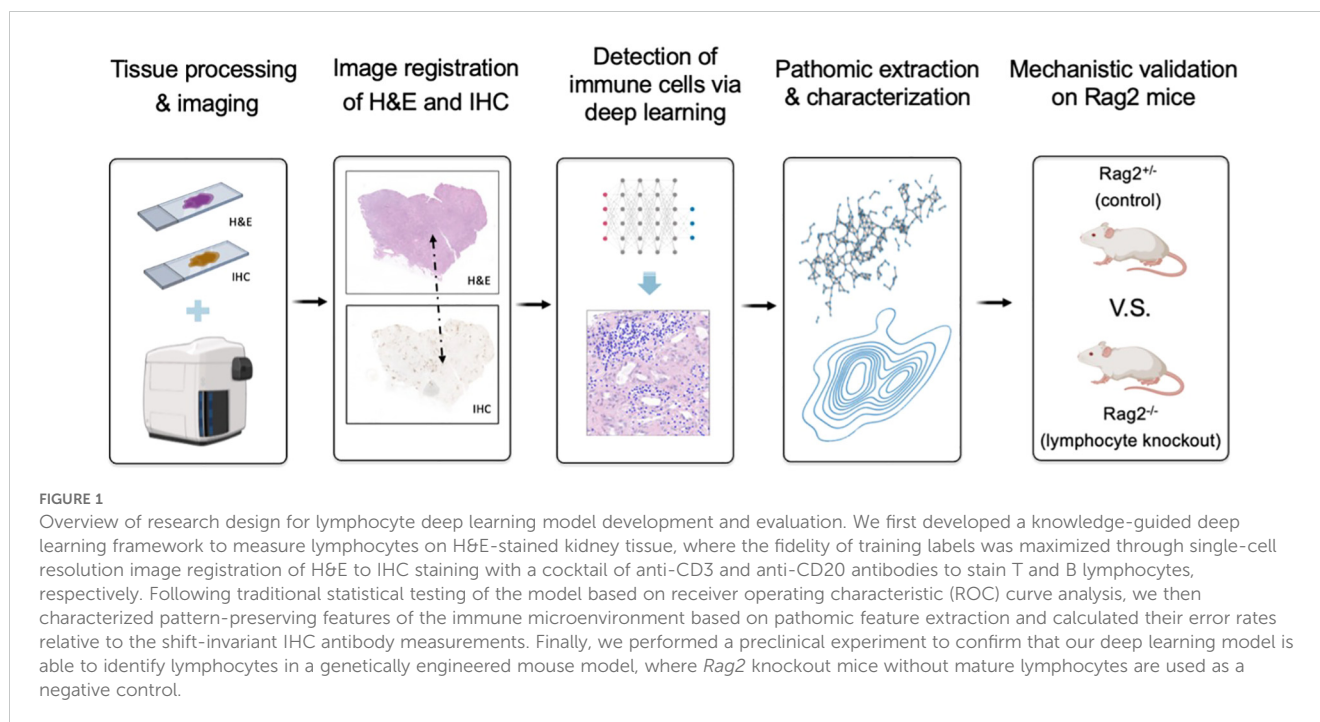 Tissue processing
& imaging
Image registration
of H&E and IHC
Detection of
immune cells via
deep learning
Pathomic extraction
& characterization
Mechanistic validation
on Rag2 mice
H&E
IHC
H&E
IHC
Rag2+/-
(control)
V.S.
Rag2-/-
(lymphocyte knockout)
FIGURE 1
Overview of research design for lymphocyte deep learning model development and evaluation. We first developed a knowledge-guided deep
learning framework to measure lymphocytes on H&E-stained kidney tissue, where the fidelity of training labels was maximized through single-cell
resolution image registration of H&E to IHC staining with a cocktail of anti-CD3 and anti-CD20 antibodies to stain T and B lymphocytes,
respectively. Following traditional statistical testing of the model based on receiver operating characteristic (ROC) curve analysis, we then
characterized pattern-preserving features of the immune microenvironment based on pathomic feature extraction and calculated their error rates
relative to the shift-invariant IHC antibody measurements. Finally, we performed a preclinical experiment to confirm that our deep learning model is
able to identify lymphocytes in a genetically engineered mouse model, where Rag2 knockout mice without mature lymphocytes are used as a
negative control.